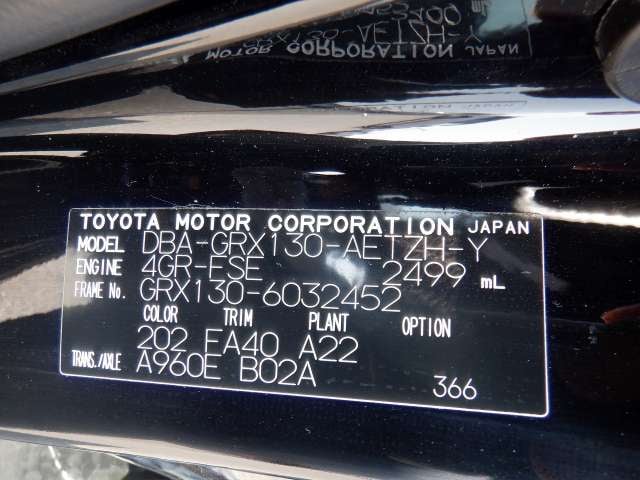 TOYOTA MOTOR CORPORATION JAPAN
MODEL DBA-GRX130-AETZH-Y
ENGINE 4GR-FSE 2499 mL
FRAME No. GRX130-6032452
COLOR TRIM PLANT OPTION
202 EA40 A22
TRANS./AXLE A960E B02A
366